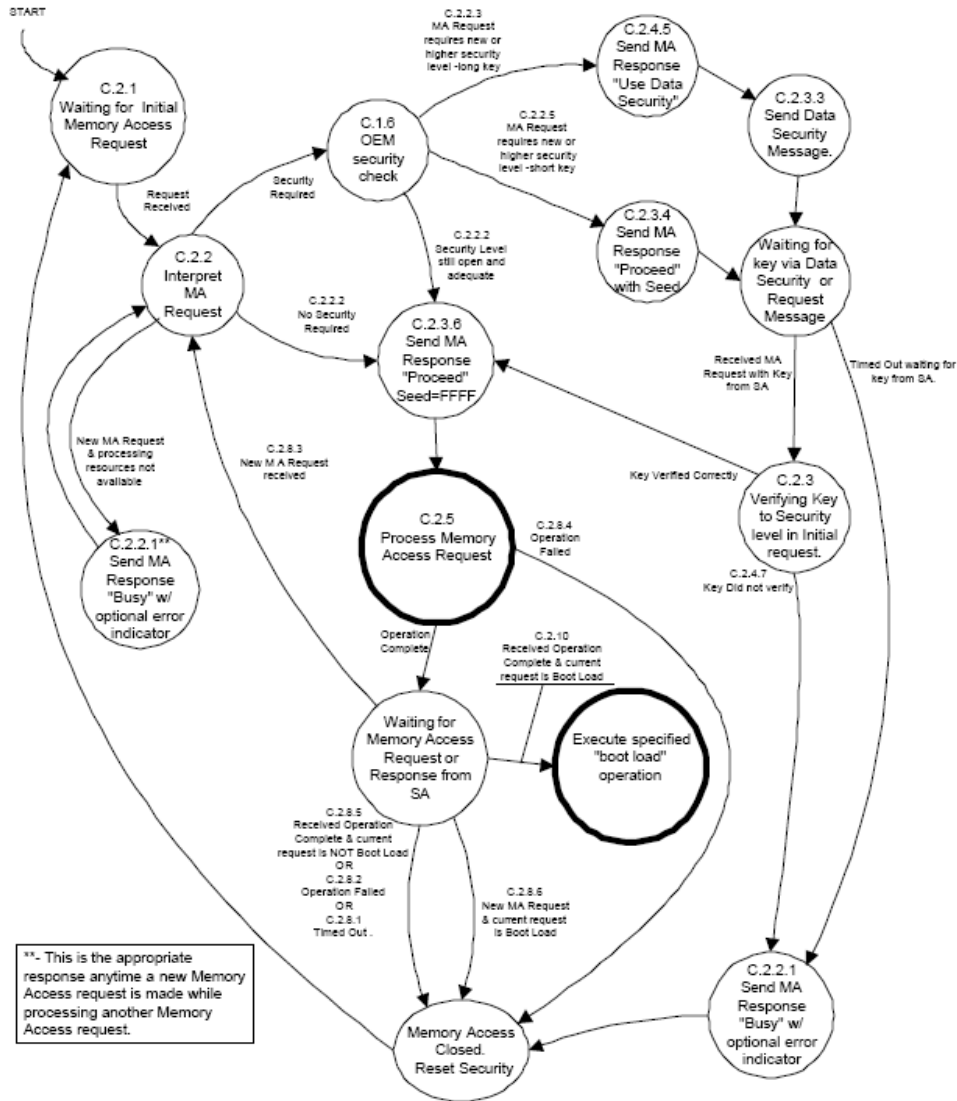 START
C.2.1
Waiting for Initial
Memory Access
Request
Request
Received
C.2.2
Interpret
MA
Request
Security
Required
C.1.6
OEM
security
check
C.2.2.3
MA Request
requires new or
higher security
level -long key
C.2.4.5
Send MA
Response
"Use Data
Security"
C.2.3.3
Send Data
Security
Message.
C.2.2.5
MA Request
requires new or
higher security
level -short key
C.2.3.4
Send MA
Response
"Proceed"
with Seed
Waiting for
key via Data
Security or
Request
Message
C.2.2.2
Security Level
still open and
adequate
C.2.2.2
No Security
Required
C.2.3.6
Send MA
Response
"Proceed"
Seed=FFFF
Received MA
Request with Key
from SA
Timed Out waiting for
key from SA.
New MA Request
& processing
resources not
available
C.2.8.3
New M A Request
received
Key Verified Correctly
C.2.3
Verifying Key
to Security
level in Initial
request.
C.2.5
Process Memory
Access Request
C.2.8.4
Operation
Failed
C.2.4.7
Key Did not verify
C.2.2.1**
Send MA
Response
"Busy" w/
optional error
indicator
Operation
Complete
C.2.10
Received Operation
Complete & current
request is Boot Load
Waiting for
Memory Access
Request or
Response from
SA
Execute specified
"boot load"
operation
C.2.8.5
Received Operation
Complete & current
request is NOT Boot Load
OR
C.2.8.2
Operation Failed
OR
C.2.8.1
Timed Out .
C.2.8.6
New MA Request
& current request
is Boot Load
**- This is the appropriate
response anytime a new Memory
Access request is made while
processing another Memory
Access request.
Memory Access
Closed.
Reset Security
C.2.2.1
Send MA
Response
"Busy" w/
optional error
indicator